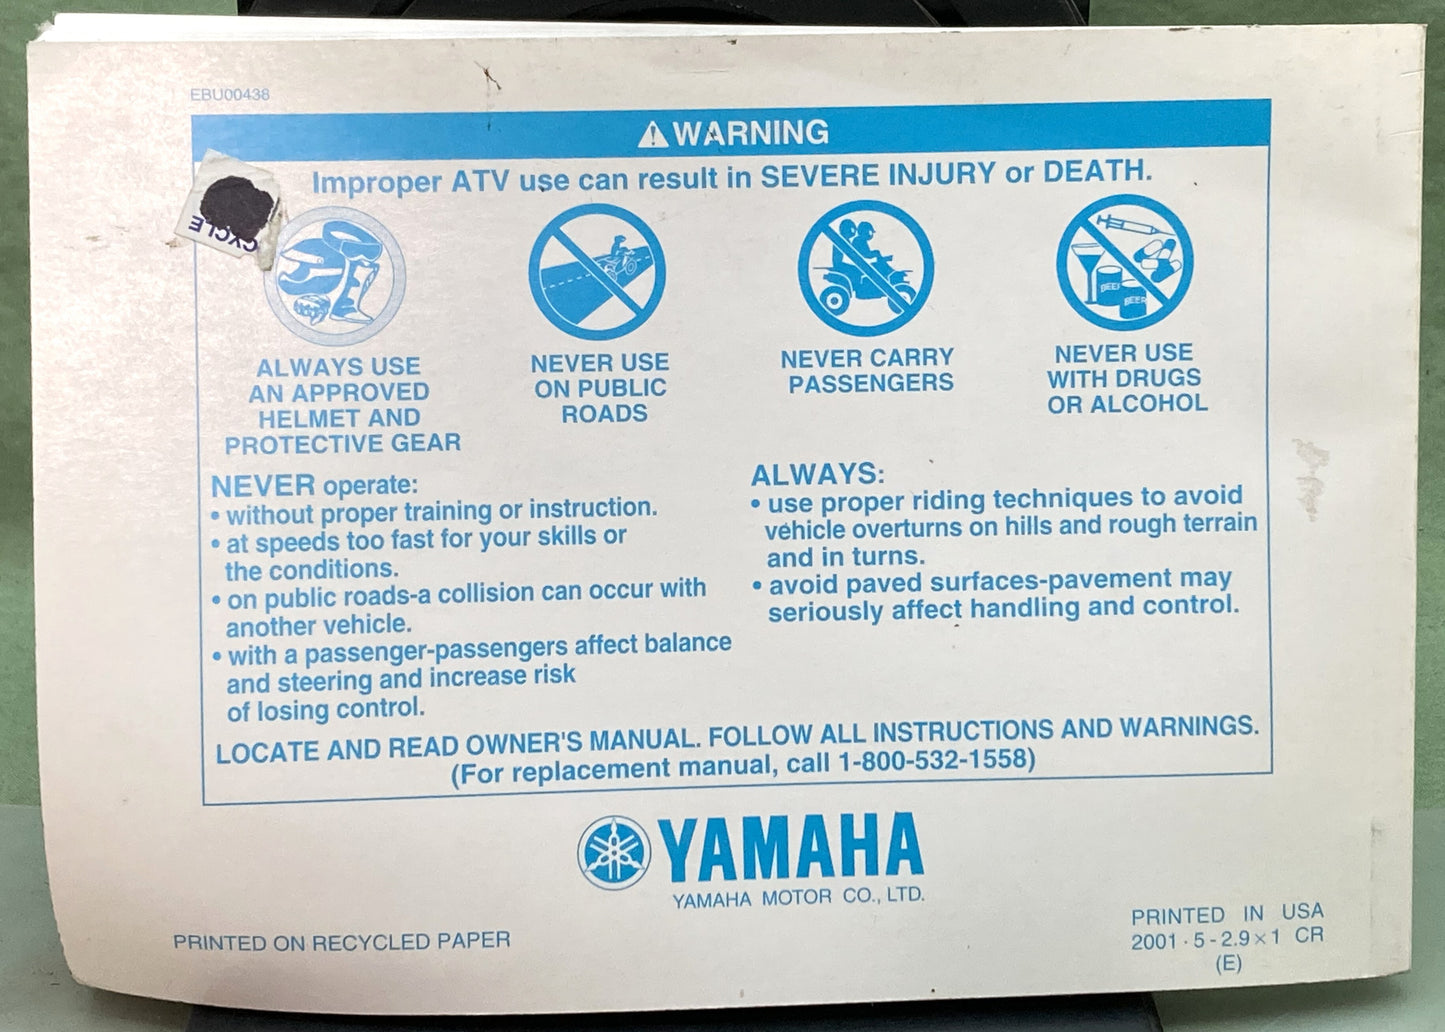 EBU00438
WARNING
Improper ATV use can result in SEVERE INJURY or DEATH.
CYCLE
BEER
BEER
ALWAYS USE
AN APPROVED
HELMET AND
PROTECTIVE GEAR
NEVER USE
ON PUBLIC
ROADS
NEVER CARRY
PASSENGERS
NEVER USE
WITH DRUGS
OR ALCOHOL
NEVER operate:
• without proper training or instruction.
• at speeds too fast for your skills or
the conditions.
• on public roads-a collision can occur with
another vehicle.
• with a passenger-passengers affect balance
and steering and increase risk
of losing control.
ALWAYS:
• use proper riding techniques to avoid
vehicle overturns on hills and rough terrain
and in turns.
• avoid paved surfaces-pavement may
seriously affect handling and control.
LOCATE AND READ OWNER'S MANUAL. FOLLOW ALL INSTRUCTIONS AND WARNINGS.
(For replacement manual, call 1-800-532-1558)
YAMAHA
YAMAHA MOTOR CO., LTD.
PRINTED ON RECYCLED PAPER
PRINTED IN USA
2001 · 5 - 2.9 × 1 CR
(E)